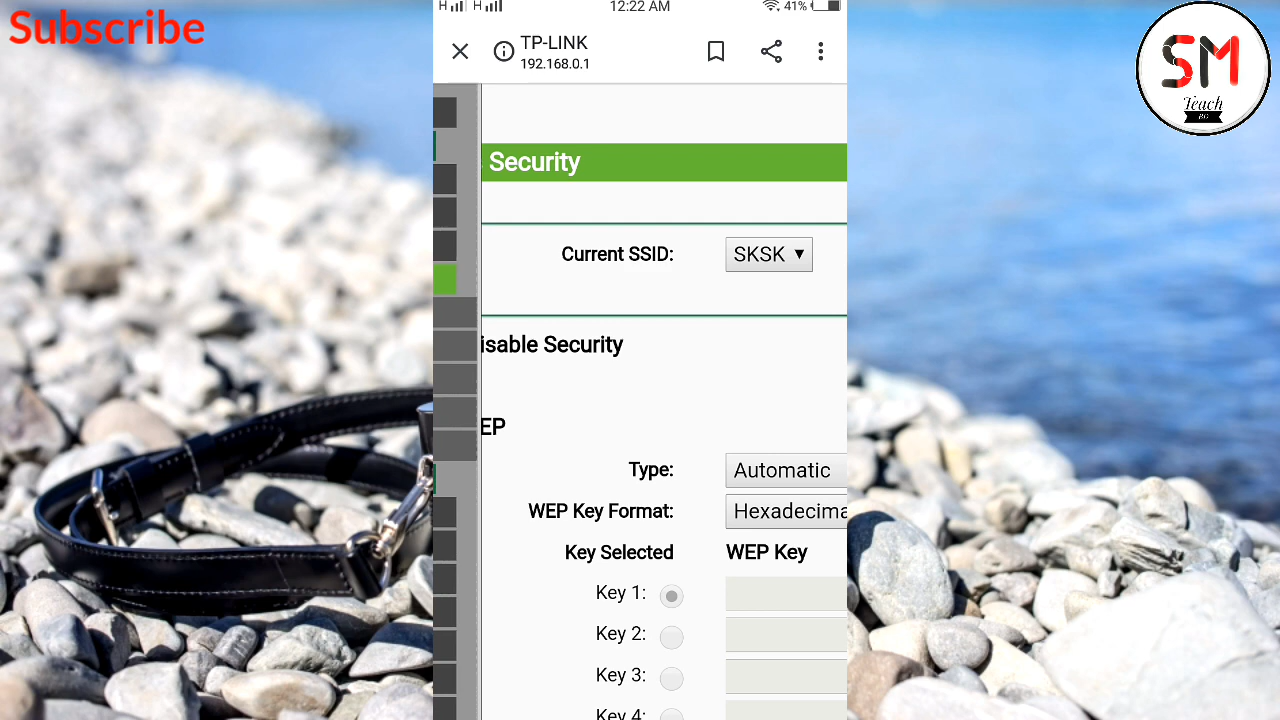 Subscribe
H H 12:22 AM 41%
TP-LINK
192.168.0.1
Security
Current SSID: SKSK
isable Security
EP
Type: Automatic
WEP Key Format: Hexadecima
Key Selected WEP Key
Key 1:
Key 2:
Key 3:
Key 4:
SM
Teach
BD